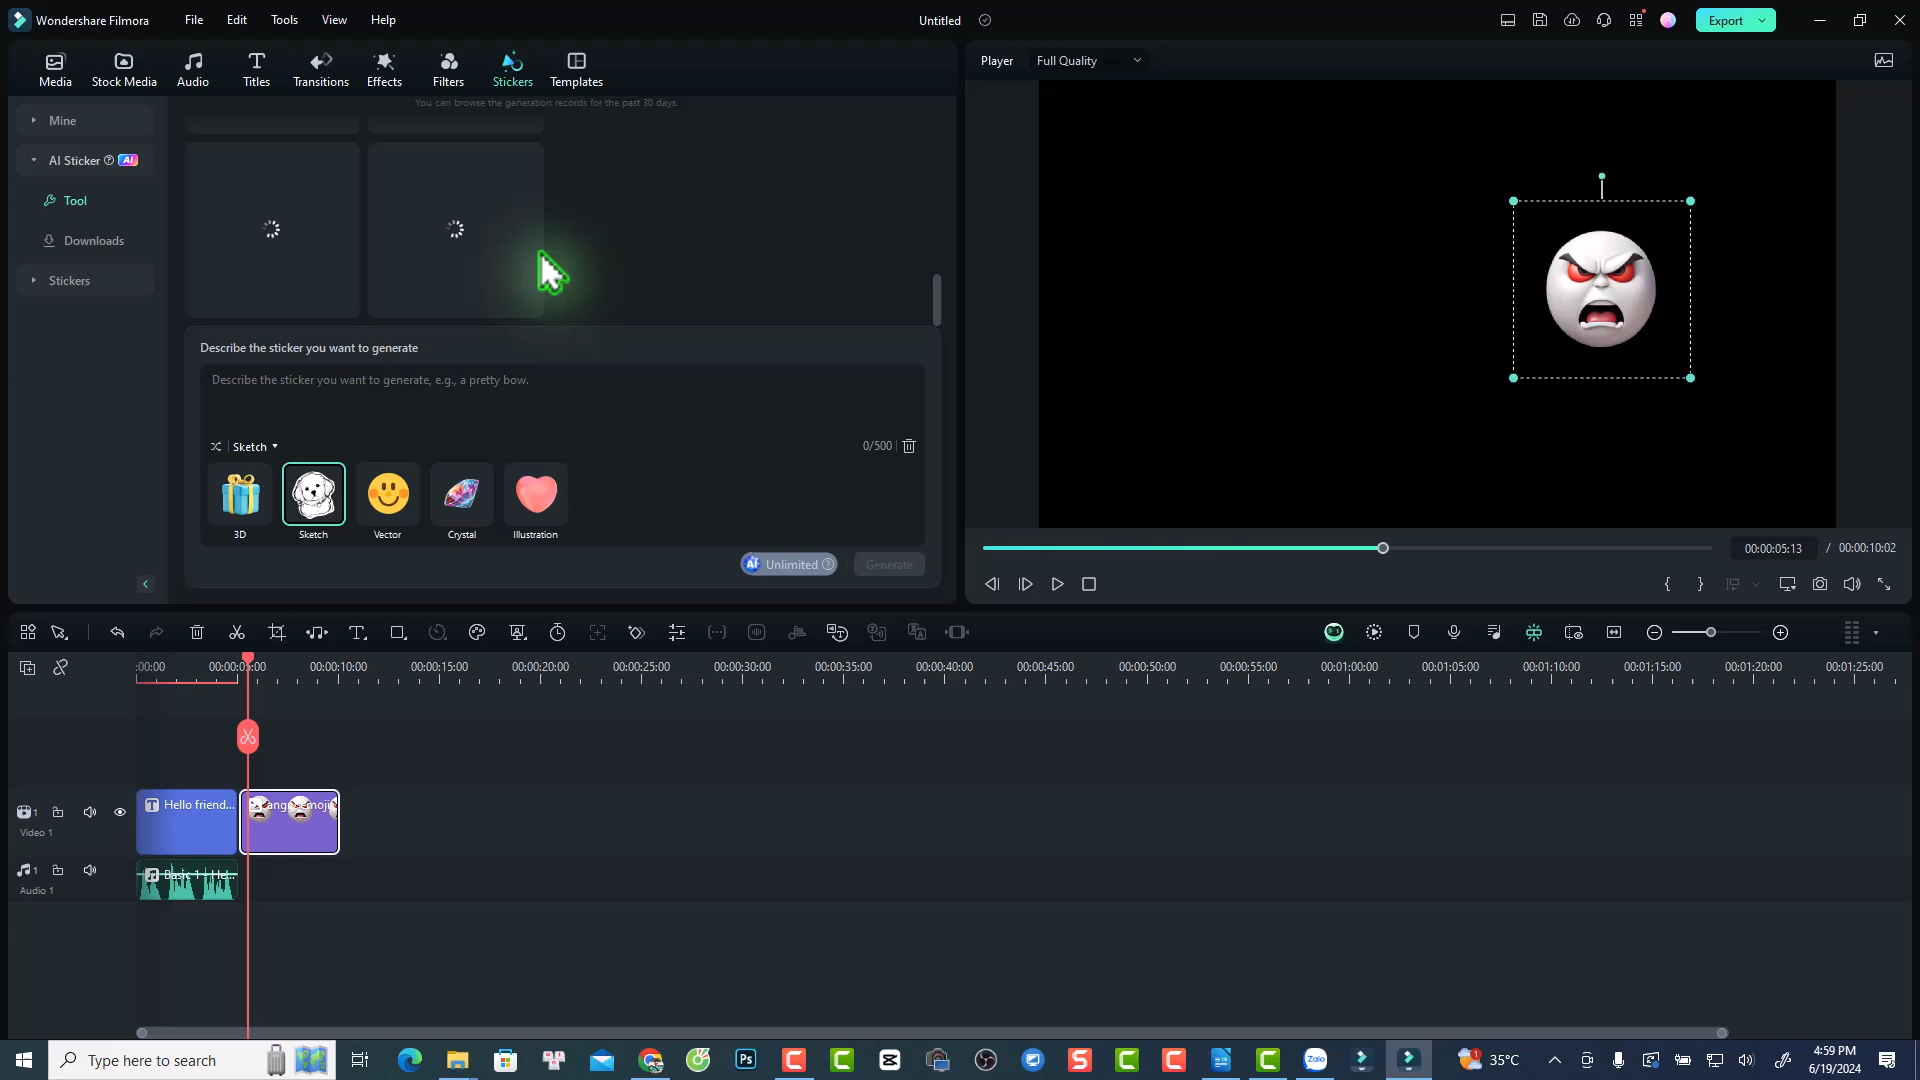 Wondershare Filmora
File
Edit
Tools
View
Help
Untitled
Export
Media
Stock Media
Audio
Titles
Transitions
Effects
Filters
Stickers
Templates
Player
Full Quality
You can browse the generation records for the past 30 days.
Mine
AI Sticker
AI
Tool
Downloads
Stickers
Describe the sticker you want to generate
Describe the sticker you want to generate, e.g., a pretty bow.
Sketch
0/500
3D
Sketch
Vector
Crystal
Illustration
AI Unlimited
Generate
00:00:05:13 / 00:00:10:02
:00:00
00:00:05:00
00:00:10:00
00:00:15:00
00:00:20:00
00:00:25:00
00:00:30:00
00:00:35:00
00:00:40:00
00:00:45:00
00:00:50:00
00:00:55:00
00:01:00:00
00:01:05:00
00:01:10:00
00:01:15:00
00:01:20:00
00:01:25:00
Hello friend...
angry emoji
1
Video 1
Basic 1 - He...
1
Audio 1
Type here to search
Ps
Zalo
1
35°C
4:59 PM
6/19/2024